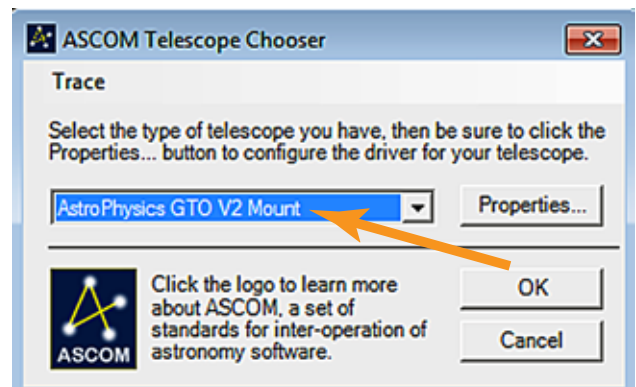 ASCOM Telescope Chooser
Trace
Select the type of telescope you have, then be sure to click the
Properties... button to configure the driver for your telescope.
AstroPhysics GTO V2 Mount
Properties...
Click the logo to learn more
about ASCOM, a set of
standards for inter-operation of
astronomy software.
ASCOM
OK
Cancel